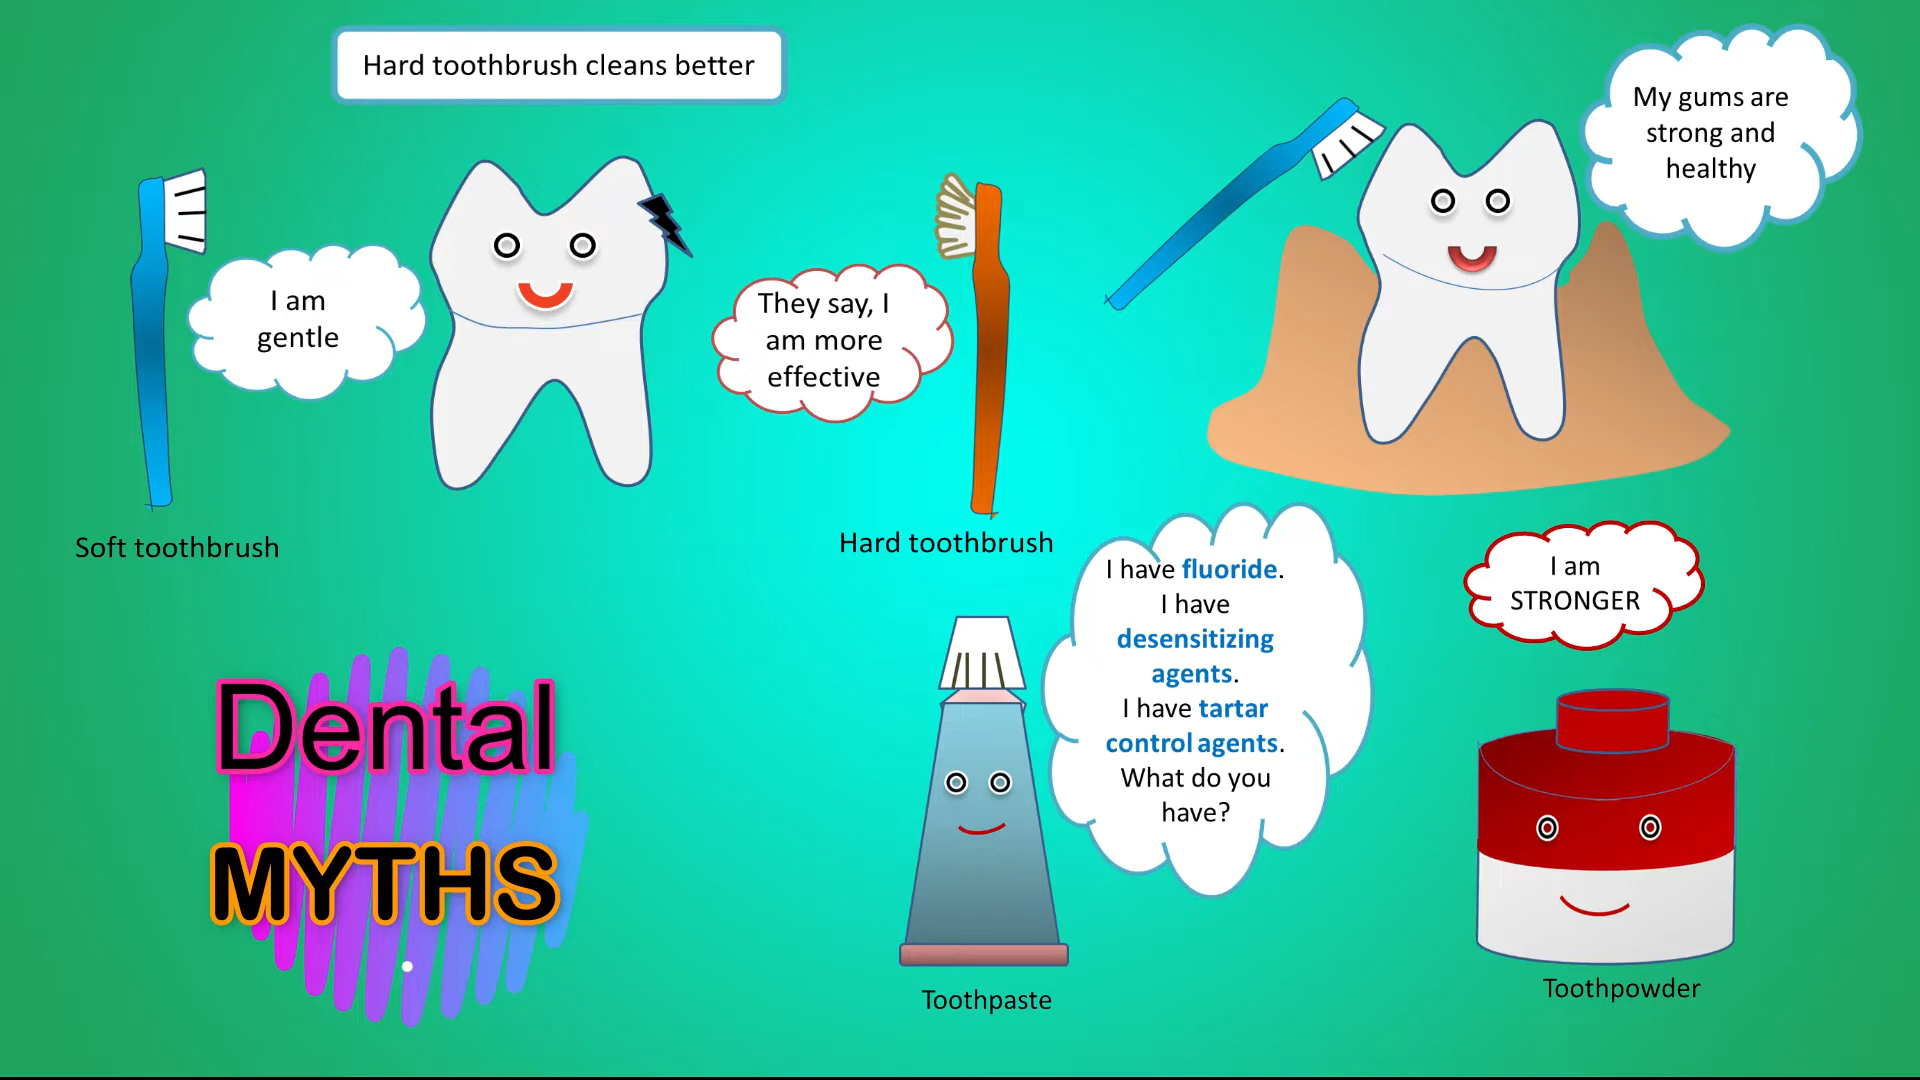 Hard toothbrush cleans better
My gums are
strong and
healthy
I am
gentle
They say, I
am more
effective
Soft toothbrush
Hard toothbrush
I have fluoride.
I have
desensitizing
agents.
I have tartar
control agents.
What do you
have?
I am
STRONGER
Dental
MYTHS
Toothpaste
Toothpowder